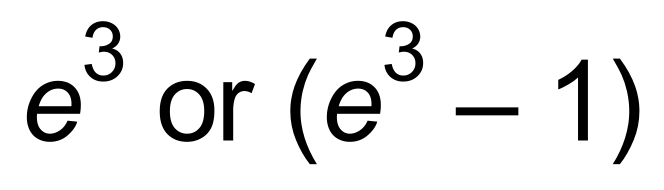 e³ or (e³ − 1)